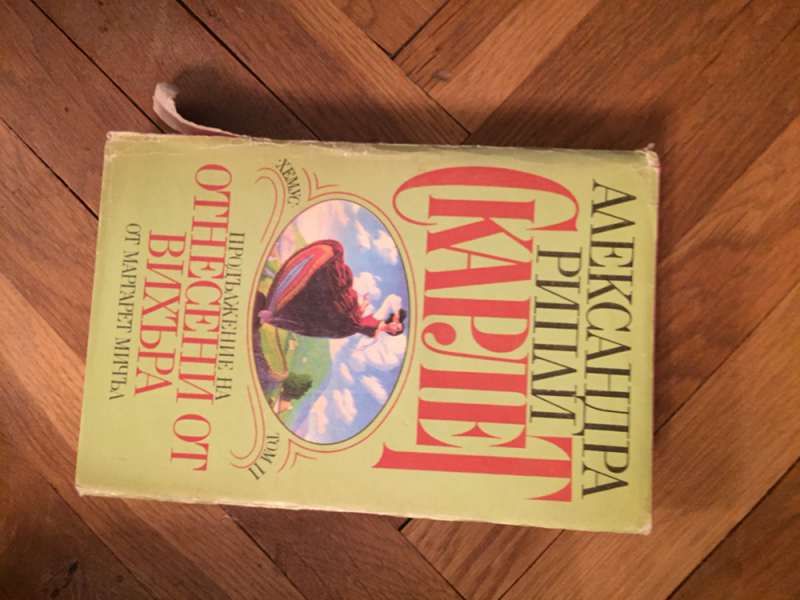 АЛЕКСАНДРА
РИПЛИ
СКАРЛЕТ
ХЕМУС
ТОМ II
ПРОДЪЛЖЕНИЕ НА
ОТНЕСЕНИ ОТ
ВИХЪРА
ОТ МАРГАРЕТ МИЧЪЛ